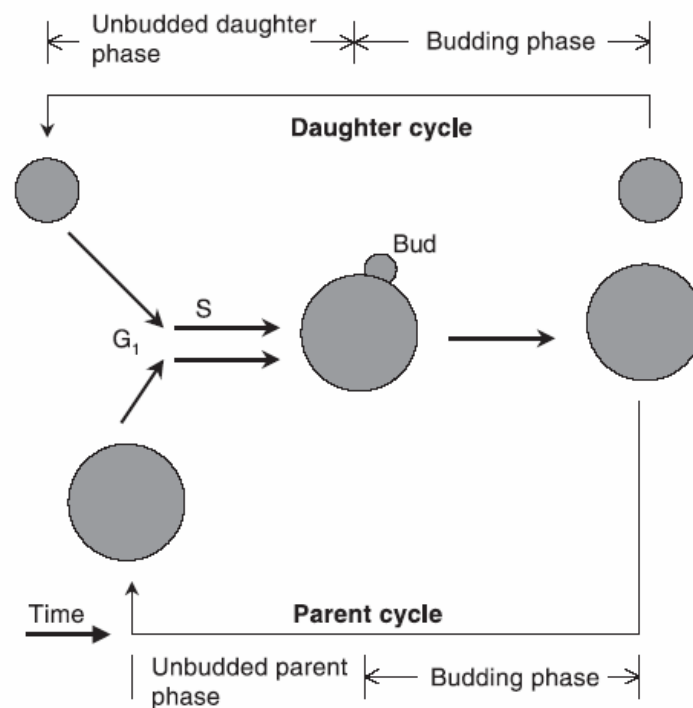 Unbudded daughter
phase
Budding phase
Daughter cycle
Bud
S
G₁
Time
Parent cycle
Unbudded parent
phase
Budding phase